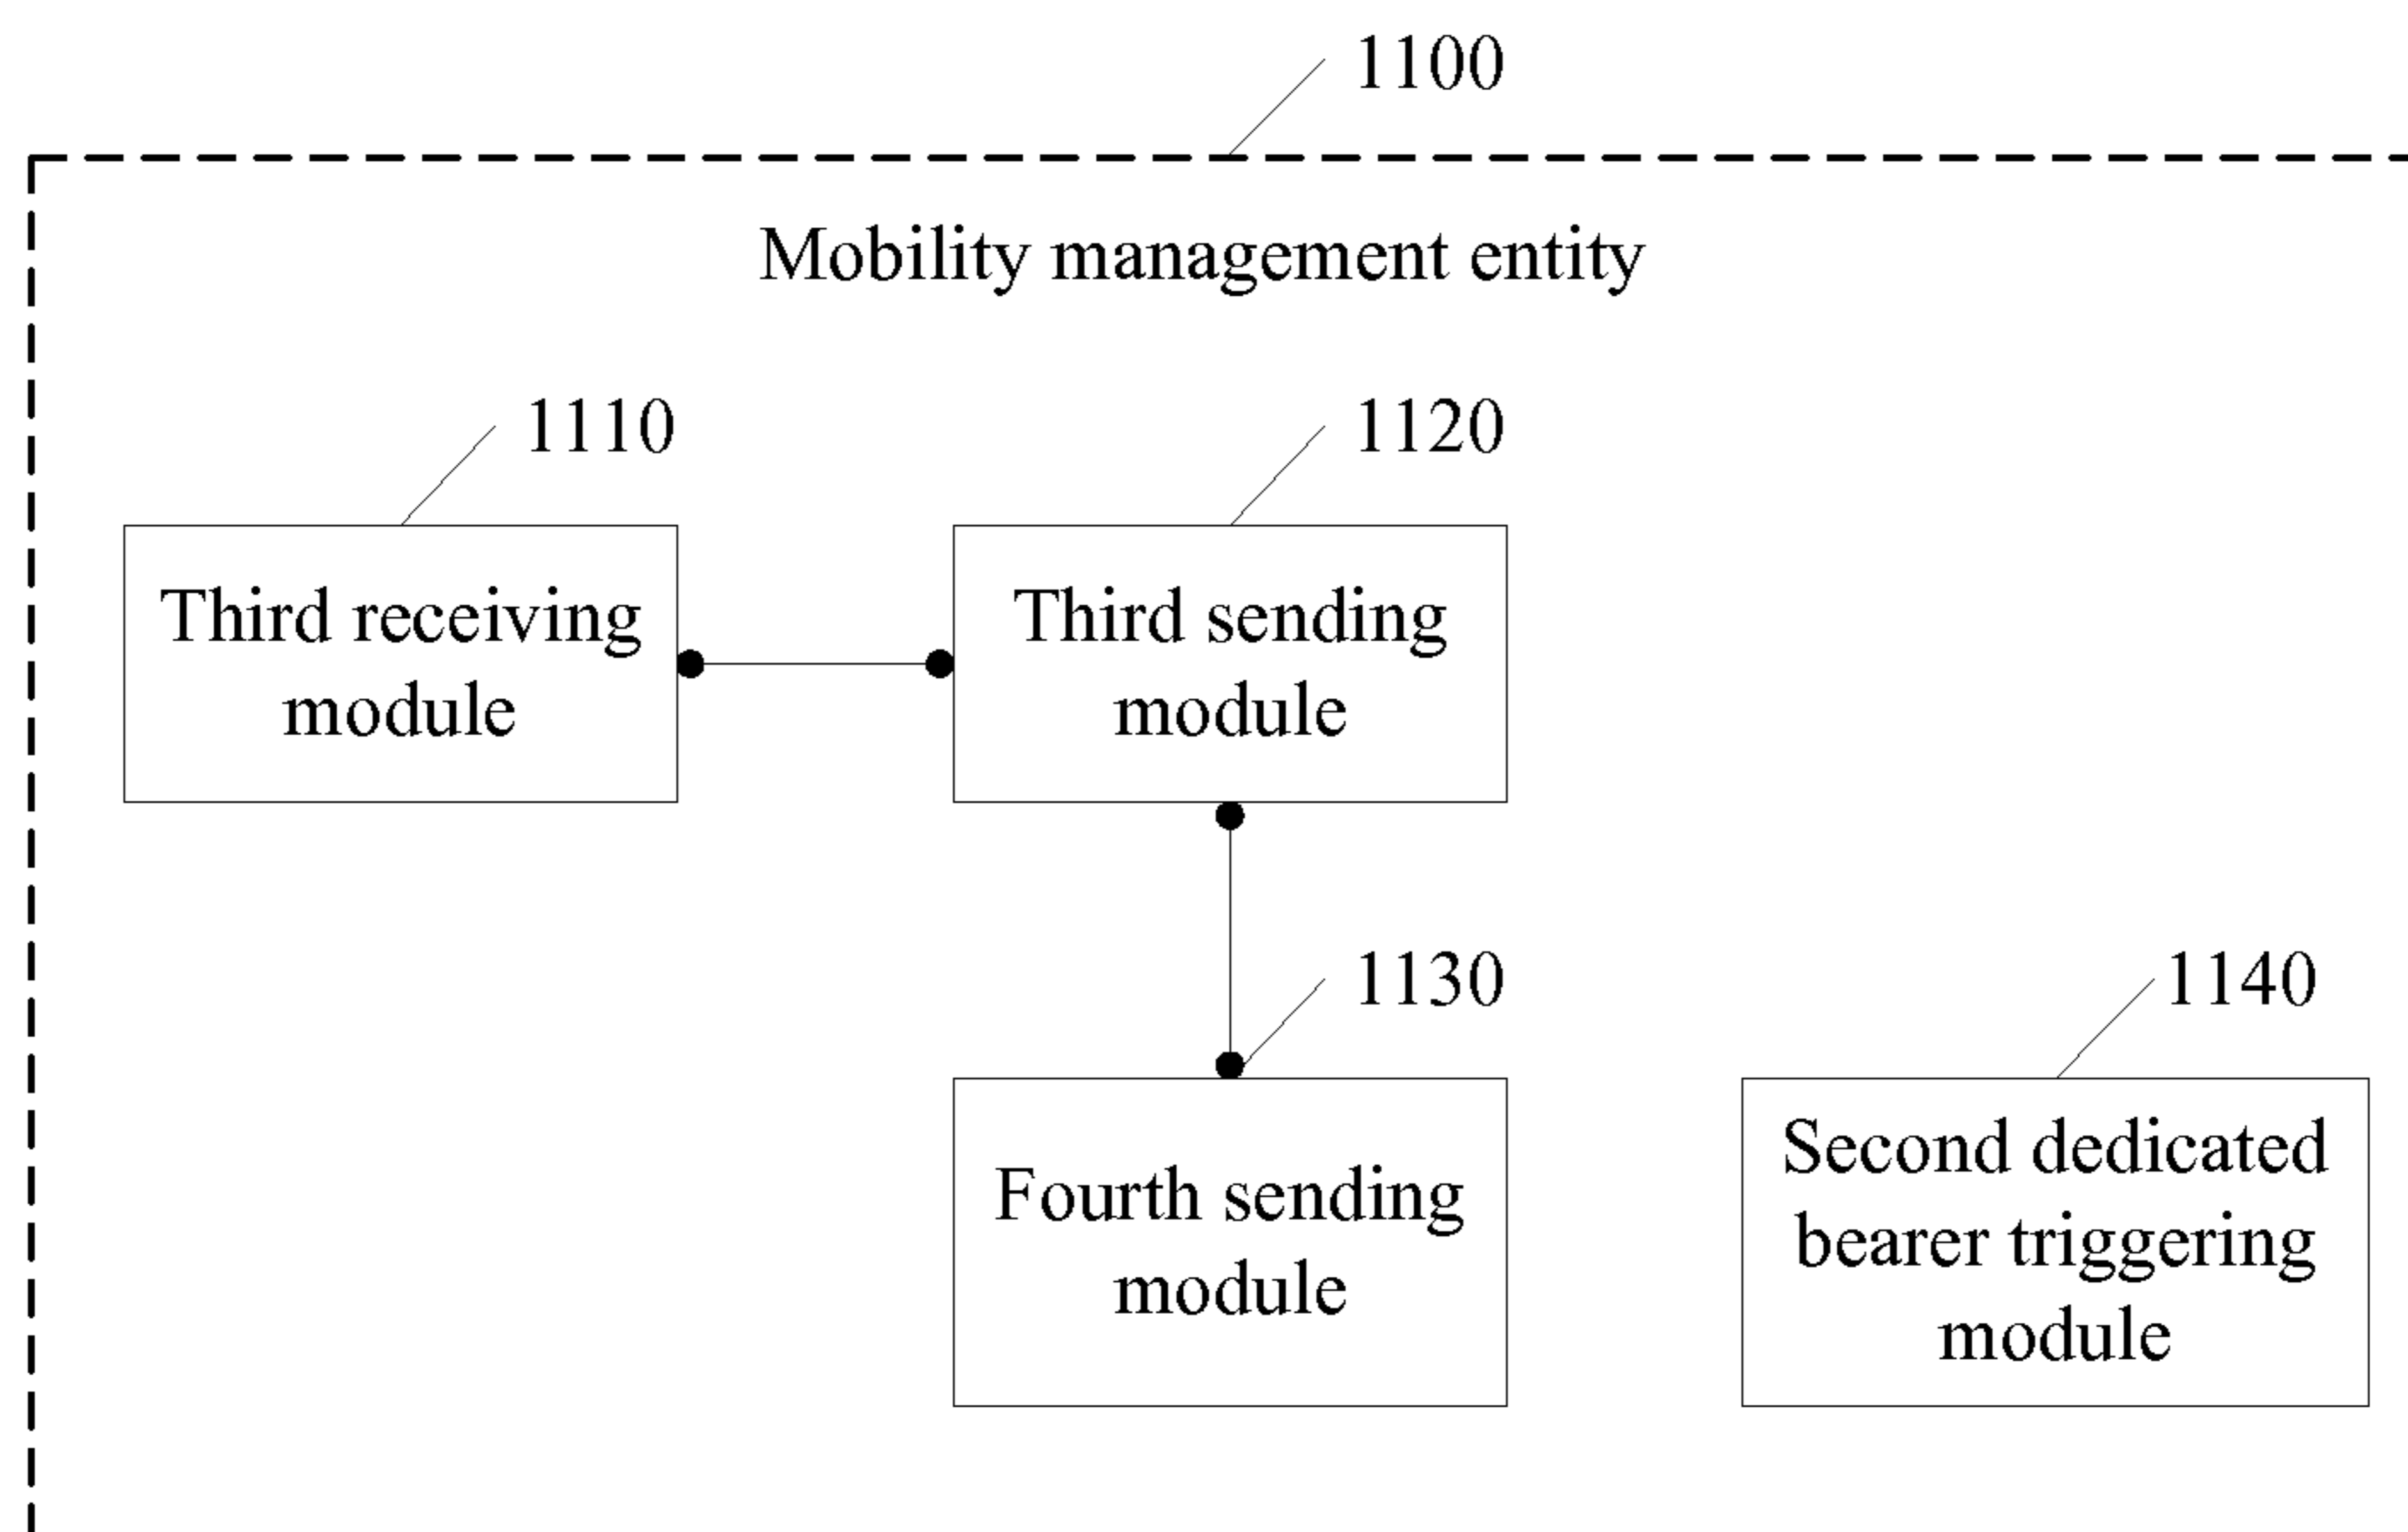 1100
Mobility management entity
1110
1120
Third receiving
module
Third sending
module
1130
1140
Fourth sending
module
Second dedicated
bearer triggering
module